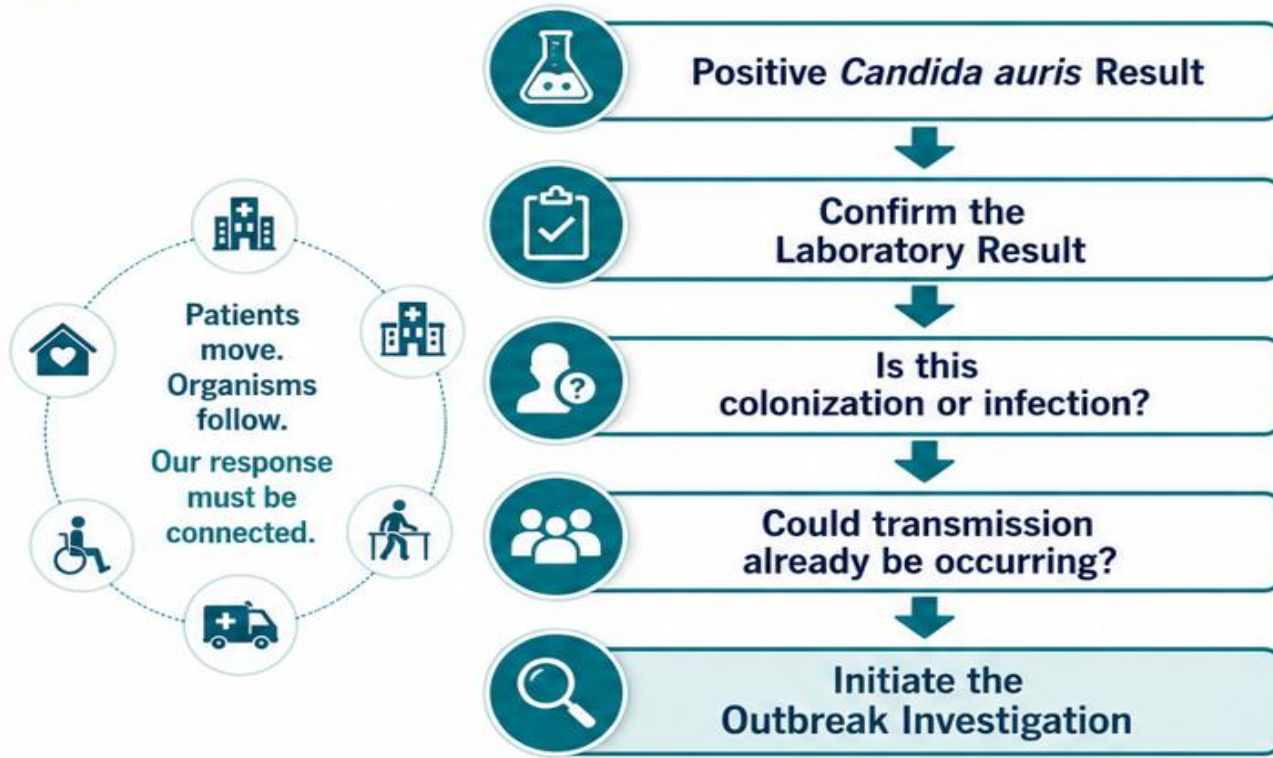 Positive Candida auris Result
Confirm the
Laboratory Result
Is this
colonization or infection?
Could transmission
already be occurring?
Initiate the
Outbreak Investigation
Patients
move.
Organisms
follow.
Our response
must be
connected.
?